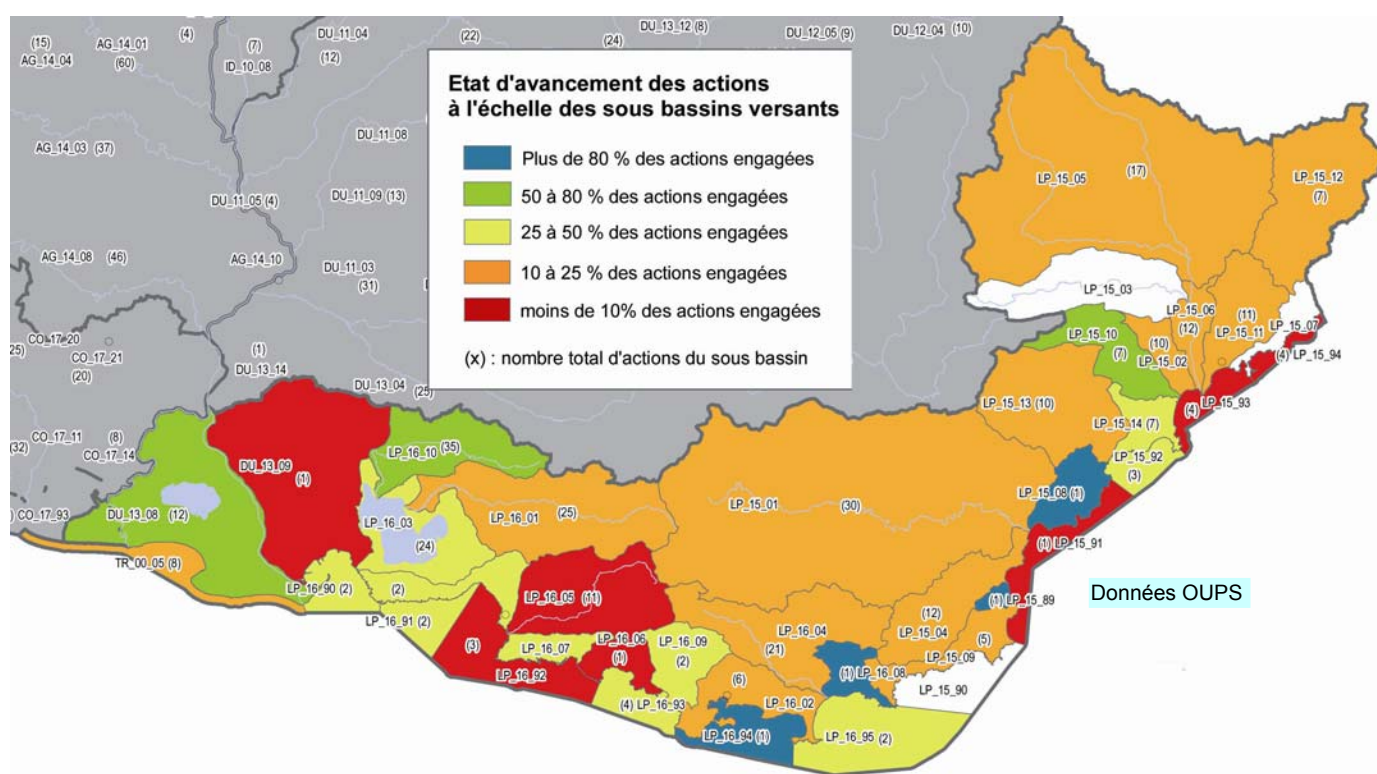 (15)
AG_14_04
AG_14_01
(60)
(4)
(7)
ID_10_08
DU_11_04
(12)
(22)
(24)
DU_13_12 (8)
DU_12_05 (9)
DU_12_04 (10)
Etat d'avancement des actions
à l'échelle des sous bassins versants
Plus de 80 % des actions engagées
50 à 80 % des actions engagées
25 à 50 % des actions engagées
10 à 25 % des actions engagées
moins de 10% des actions engagées
(x) : nombre total d'actions du sous bassin
AG_14_03 (37)
DU_11_08
DU_11_05 (4)
DU_11_09 (13)
AG_14_08 (46)
AG_14_10
DU_11_03
(31)
CO_17_20
25)
CO_17_21
(20)
(1)
DU_13_14
DU_13_04
(25)
(32)
CO_17_11
(8)
CO_17_14
) CO_17_93
DU_13_08 (12)
DU_13_09
(1)
TR_00_05 (8)
LP_16_10 (35)
LP_16_03
(24)
LP_16_01
(25)
LP_16_90 (2)
(2)
LP_16_91 (2)
LP_16_05 (11)
(3)
LP_16_92
LP_16_07
LP_16_06
(1)
LP_16_09
(2)
(4) LP_16_93
LP_15_01
(30)
LP_16_04
(21)
(6)
LP_16_02
LP_16_94 (1)
(1) LP_16_08
LP_16_95 (2)
(12)
LP_15_04
(5)
LP_15_09
LP_15_90
(1) LP_15_89
(1) LP_15_91
LP_15_08 (1)
LP_15_92
(3)
LP_15_14 (7)
LP_15_13 (10)
LP_15_10
(7)
(10)
LP_15_02
LP_15_06
(12)
(11)
LP_15_11
LP_15_07
(4) LP_15_94
(4) LP_15_93
LP_15_03
LP_15_05
(17)
LP_15_12
(7)
Données OUPS